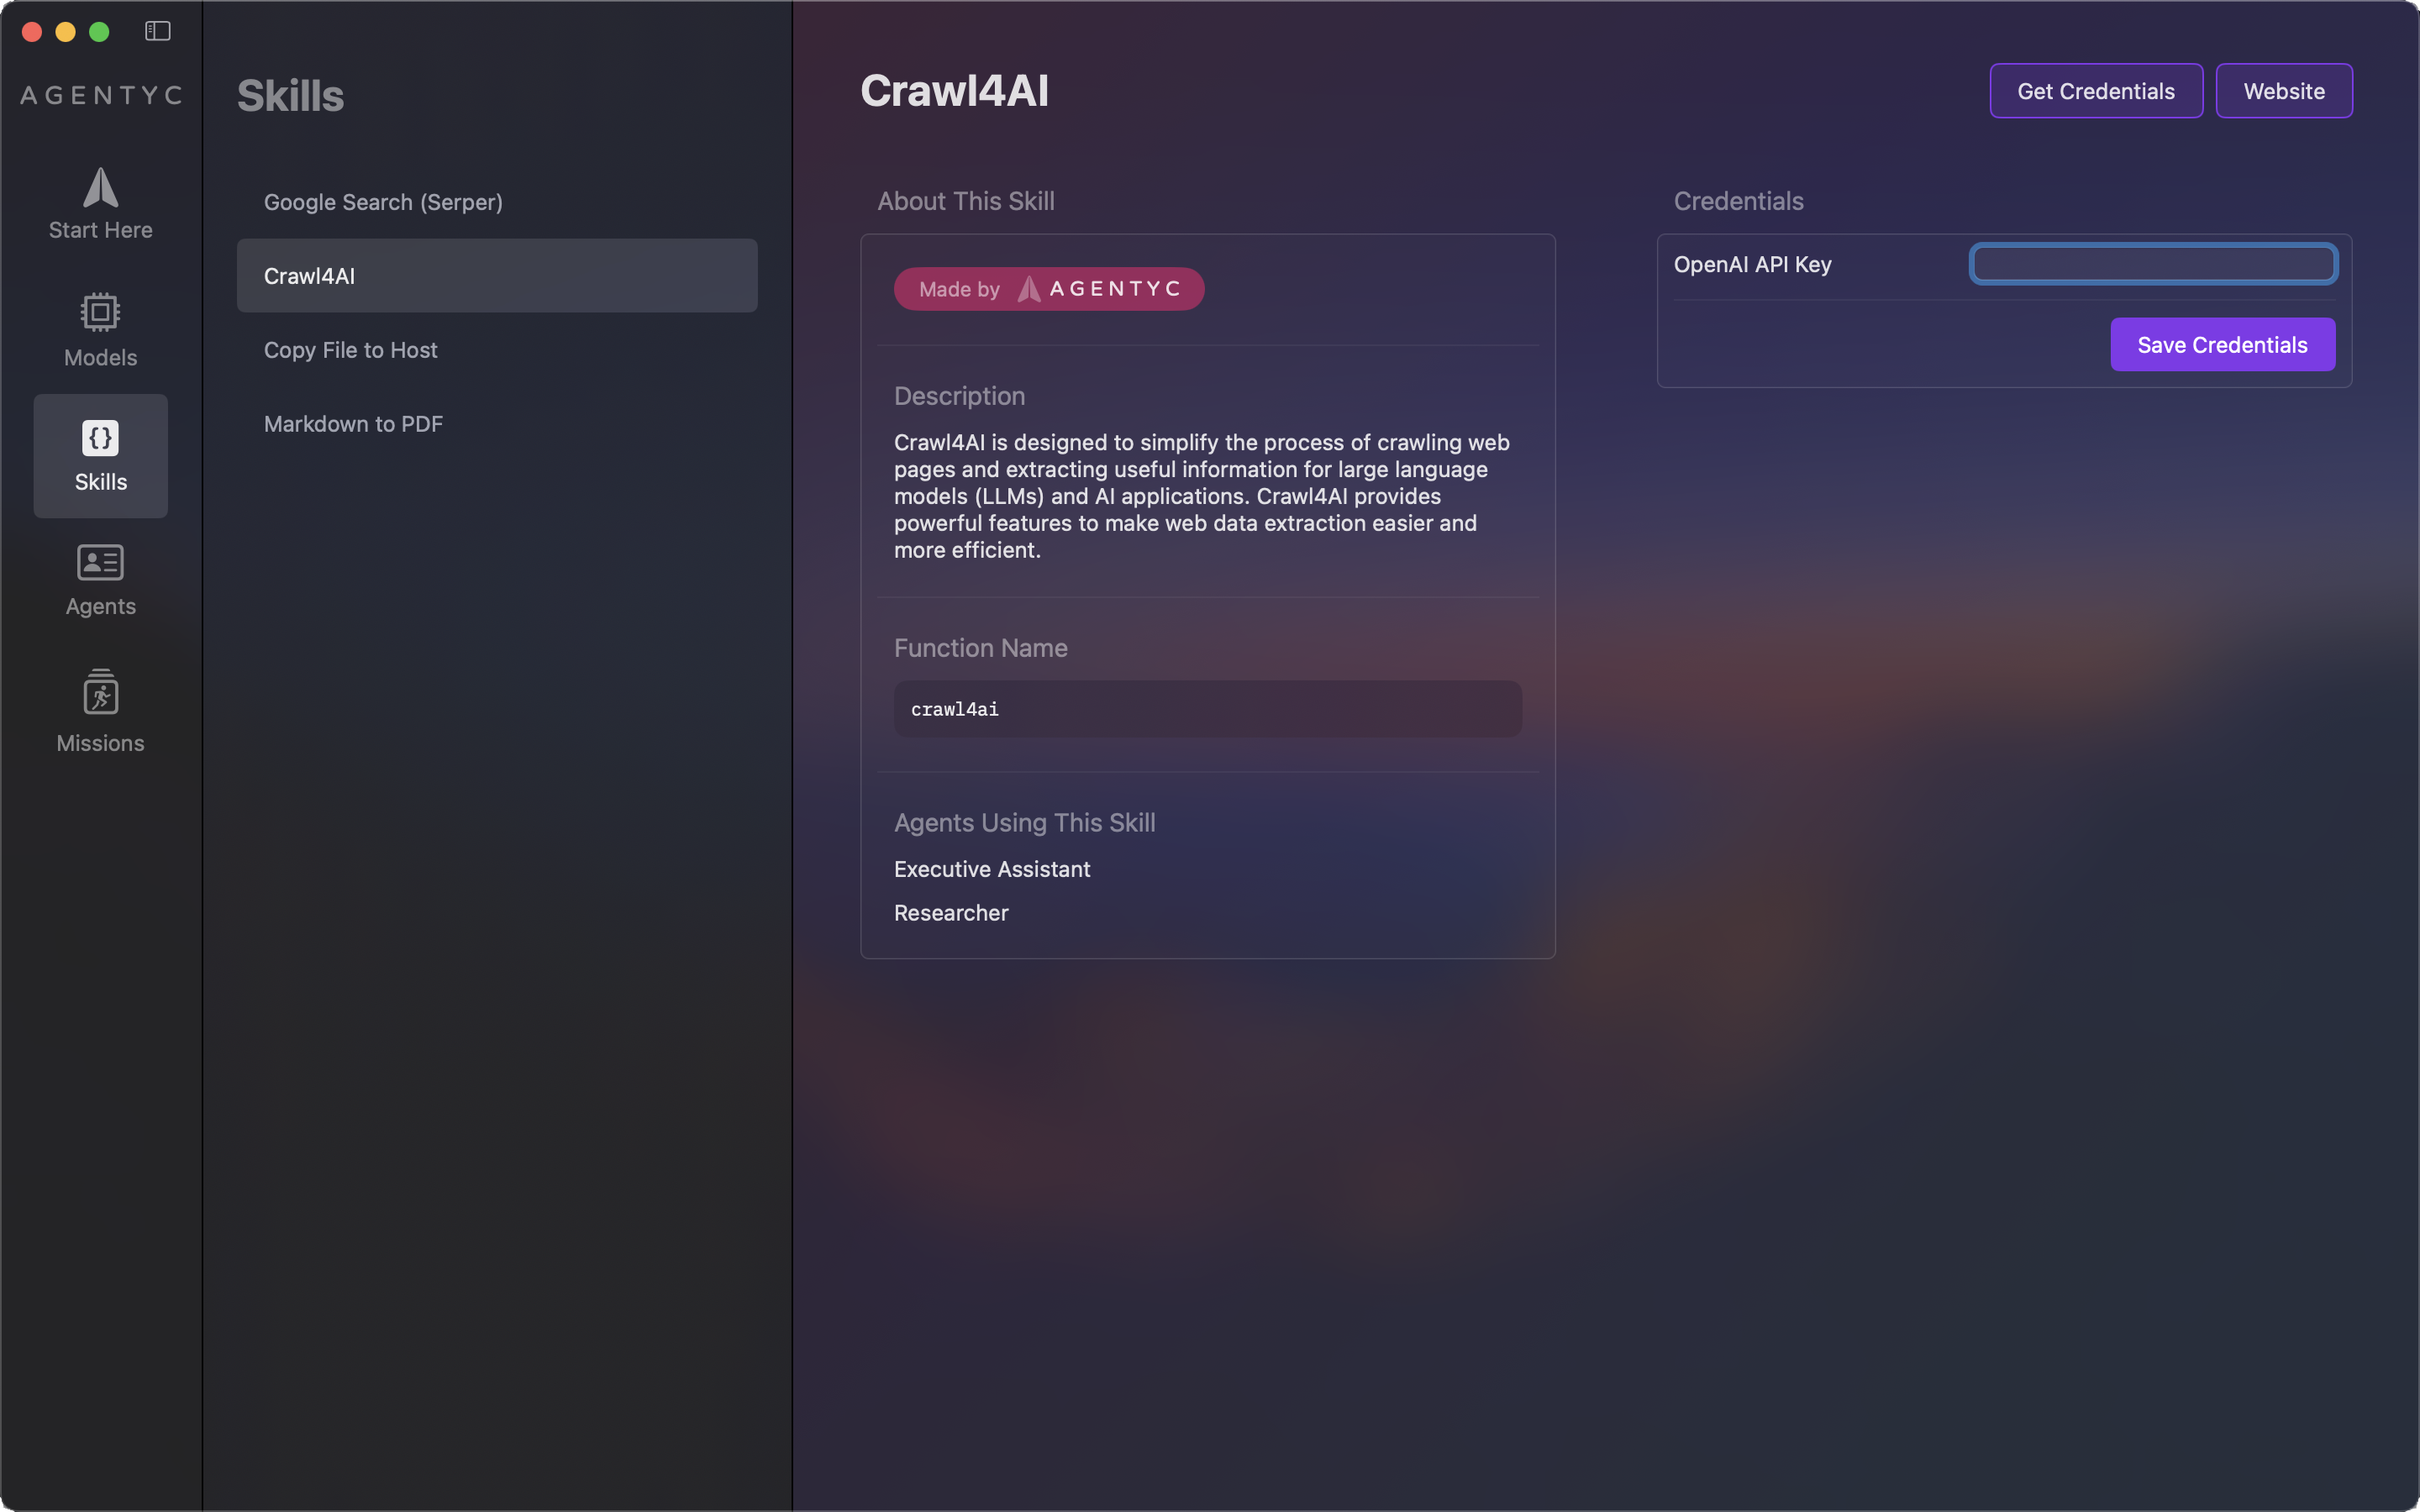 AGENTYC
Start Here
Models
Skills
Agents
Missions
Skills
Google Search (Serper)
Crawl4AI
Copy File to Host
Markdown to PDF
Crawl4AI
Get Credentials
Website
About This Skill
Made by AGENTYC
Description
Crawl4AI is designed to simplify the process of crawling web
pages and extracting useful information for large language
models (LLMs) and AI applications. Crawl4AI provides
powerful features to make web data extraction easier and
more efficient.
Function Name
crawl4ai
Agents Using This Skill
Executive Assistant
Researcher
Credentials
OpenAI API Key
Save Credentials